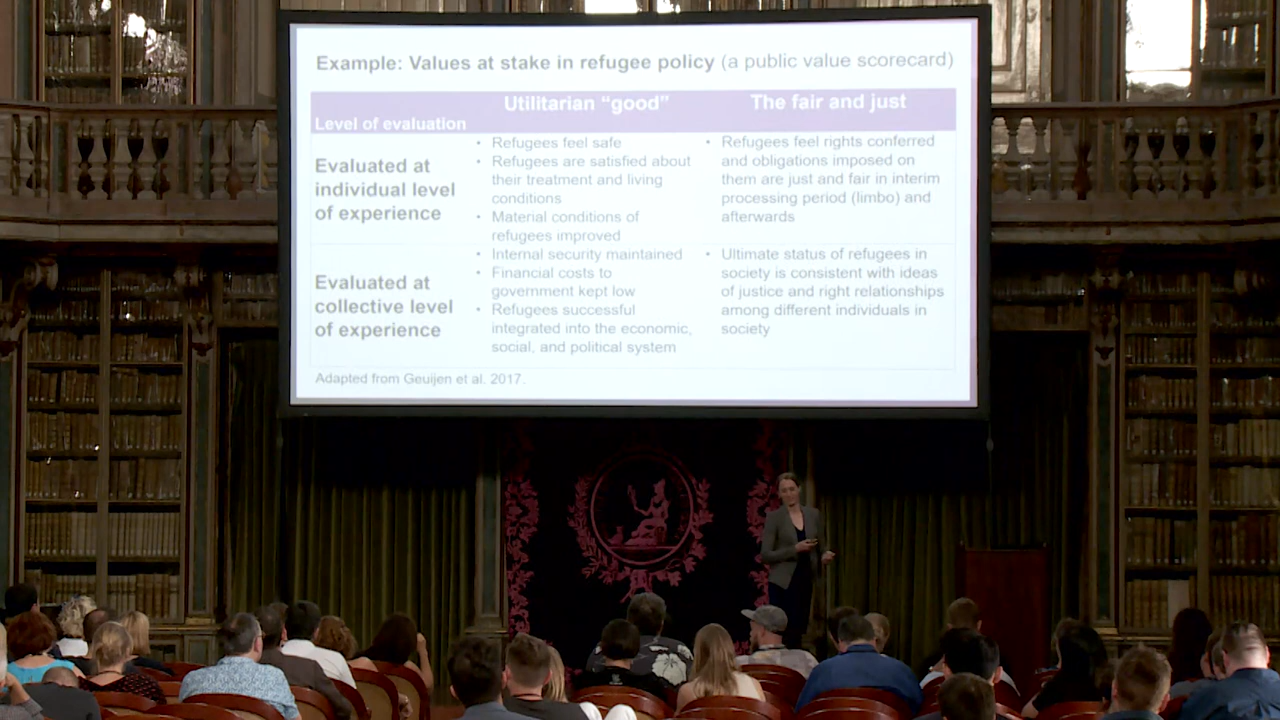 Example: Values at stake in refugee policy (a public value scorecard)
Level of evaluation
Utilitarian “good”
The fair and just
Evaluated at
individual level
of experience
• Refugees feel safe
• Refugees are satisfied about
their treatment and living
conditions
• Material conditions of
refugees improved
• Refugees feel rights conferred
and obligations imposed on
them are just and fair in interim
processing period (limbo) and
afterwards
Evaluated at
collective level
of experience
• Internal security maintained
• Financial costs to
government kept low
• Refugees successful
integrated into the economic,
social, and political system
• Ultimate status of refugees in
society is consistent with ideas
of justice and right relationships
among different individuals in
society
Adapted from Geuijen et al. 2017.